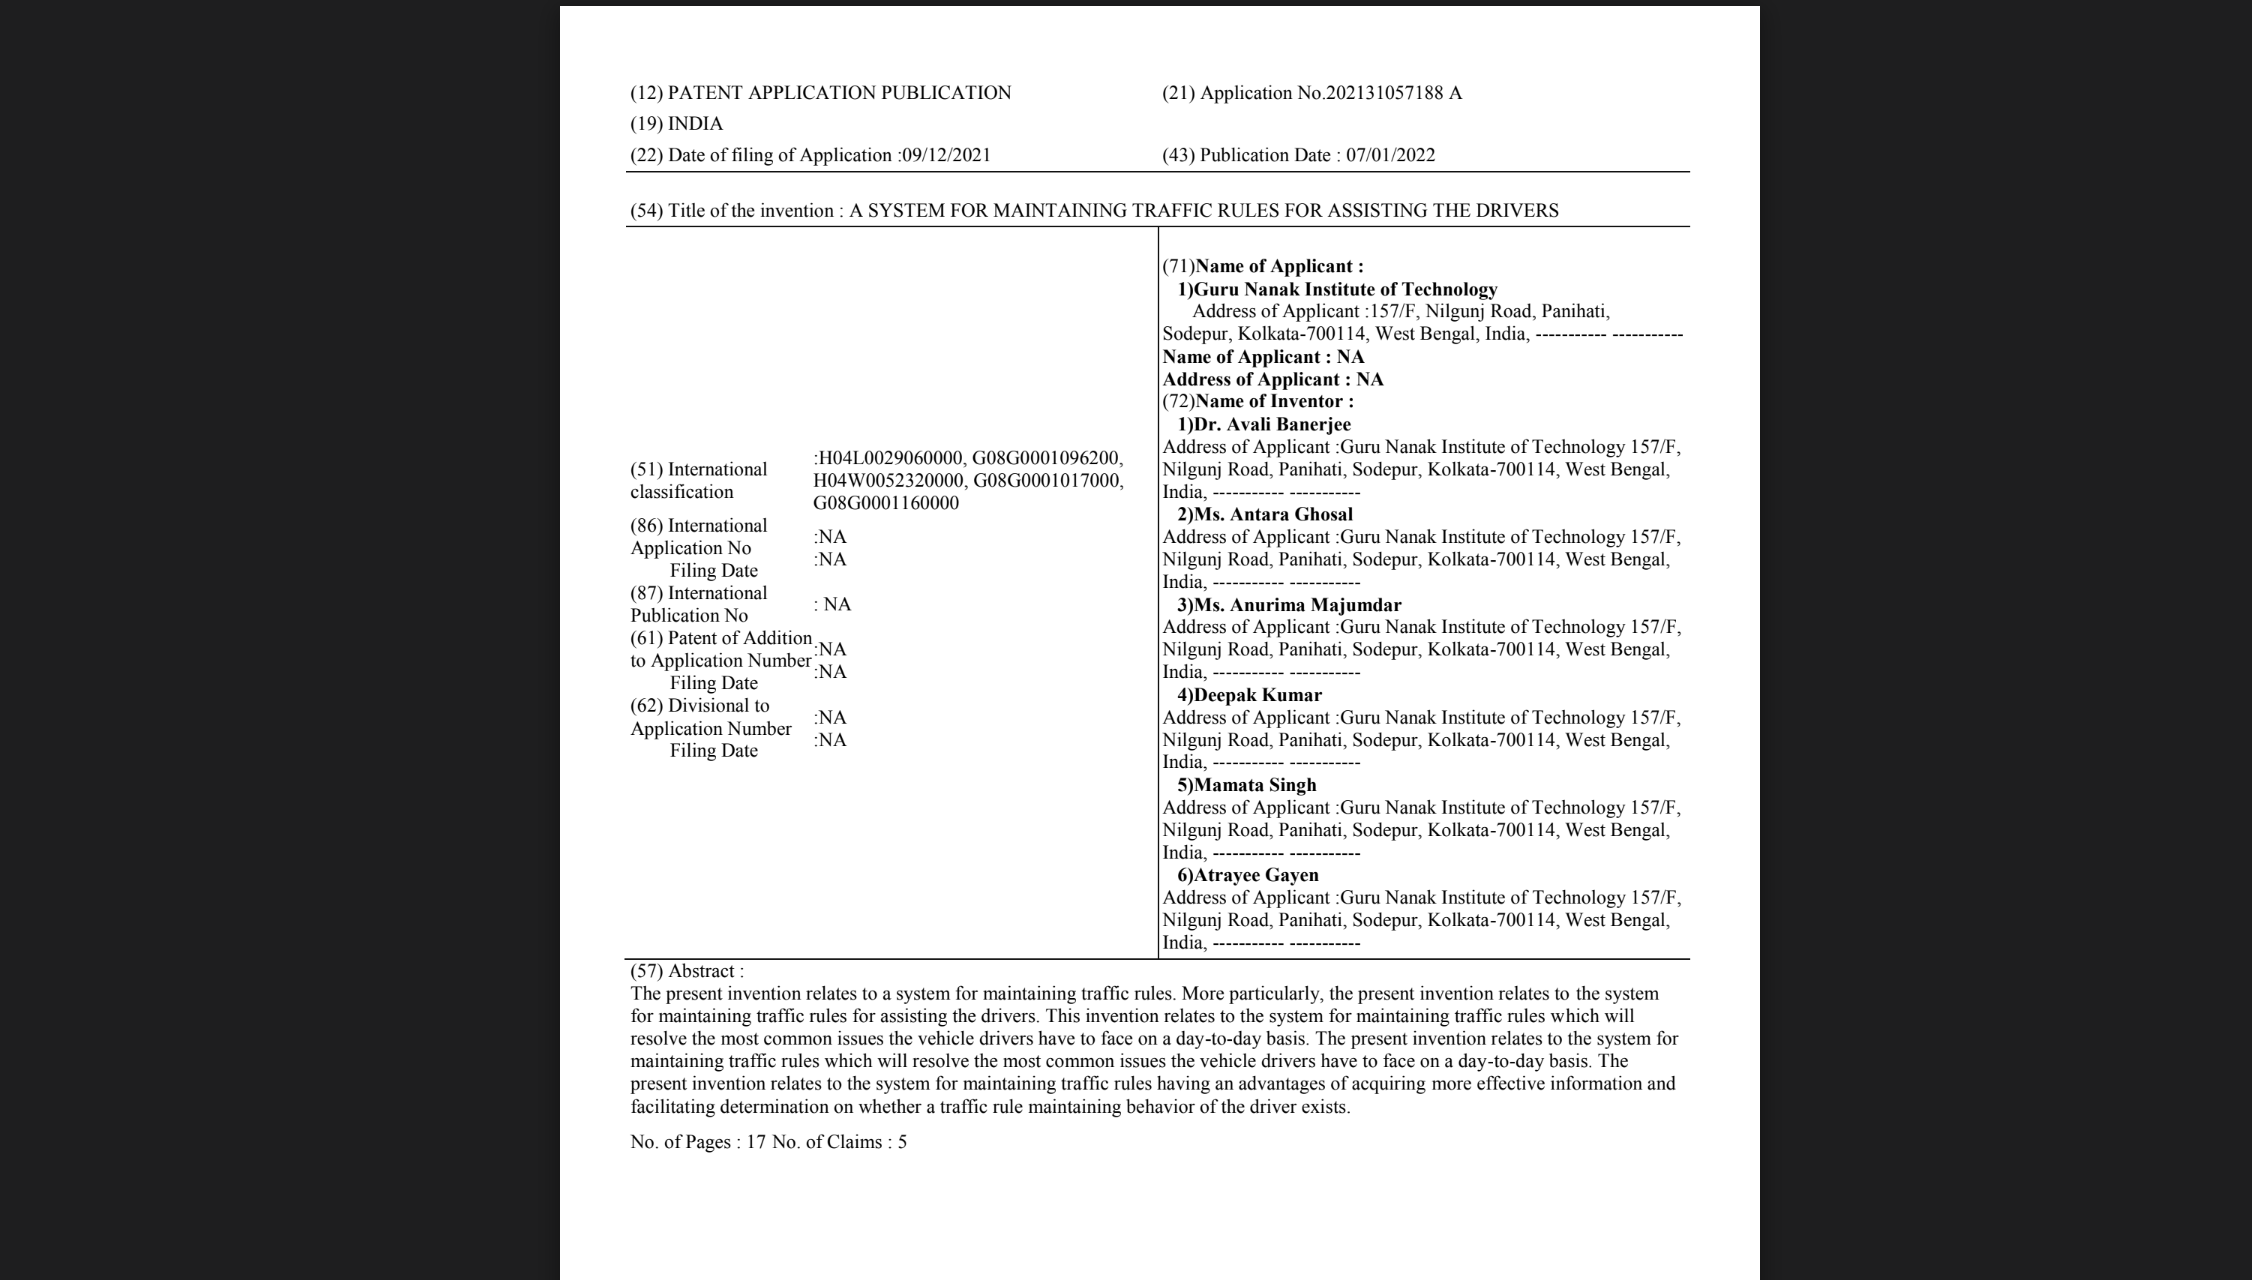 (12) PATENT APPLICATION PUBLICATION
(21) Application No.202131057188 A
(19) INDIA
(22) Date of filing of Application :09/12/2021
(43) Publication Date : 07/01/2022
(54) Title of the invention : A SYSTEM FOR MAINTAINING TRAFFIC RULES FOR ASSISTING THE DRIVERS
(51) International
classification
:H04L0029060000, G08G0001096200,
H04W0052320000, G08G0001017000,
G08G0001160000
(86) International
Application No
Filing Date
:NA
:NA
(87) International
Publication No
: NA
(61) Patent of Addition
to Application Number
Filing Date
:NA
:NA
(62) Divisional to
Application Number
Filing Date
:NA
:NA
(71)Name of Applicant :
1)Guru Nanak Institute of Technology
Address of Applicant :157/F, Nilgunj Road, Panihati,
Sodepur, Kolkata-700114, West Bengal, India, ----------- -----------
Name of Applicant : NA
Address of Applicant : NA
(72)Name of Inventor :
1)Dr. Avali Banerjee
Address of Applicant :Guru Nanak Institute of Technology 157/F,
Nilgunj Road, Panihati, Sodepur, Kolkata-700114, West Bengal,
India, ----------- -----------
2)Ms. Antara Ghosal
Address of Applicant :Guru Nanak Institute of Technology 157/F,
Nilgunj Road, Panihati, Sodepur, Kolkata-700114, West Bengal,
India, ----------- -----------
3)Ms. Anurima Majumdar
Address of Applicant :Guru Nanak Institute of Technology 157/F,
Nilgunj Road, Panihati, Sodepur, Kolkata-700114, West Bengal,
India, ----------- -----------
4)Deepak Kumar
Address of Applicant :Guru Nanak Institute of Technology 157/F,
Nilgunj Road, Panihati, Sodepur, Kolkata-700114, West Bengal,
India, ----------- -----------
5)Mamata Singh
Address of Applicant :Guru Nanak Institute of Technology 157/F,
Nilgunj Road, Panihati, Sodepur, Kolkata-700114, West Bengal,
India, ----------- -----------
6)Atrayee Gayen
Address of Applicant :Guru Nanak Institute of Technology 157/F,
Nilgunj Road, Panihati, Sodepur, Kolkata-700114, West Bengal,
India, ----------- -----------
(57) Abstract :
The present invention relates to a system for maintaining traffic rules. More particularly, the present invention relates to the system
for maintaining traffic rules for assisting the drivers. This invention relates to the system for maintaining traffic rules which will
resolve the most common issues the vehicle drivers have to face on a day-to-day basis. The present invention relates to the system for
maintaining traffic rules which will resolve the most common issues the vehicle drivers have to face on a day-to-day basis. The
present invention relates to the system for maintaining traffic rules having an advantages of acquiring more effective information and
facilitating determination on whether a traffic rule maintaining behavior of the driver exists.
No. of Pages : 17 No. of Claims : 5